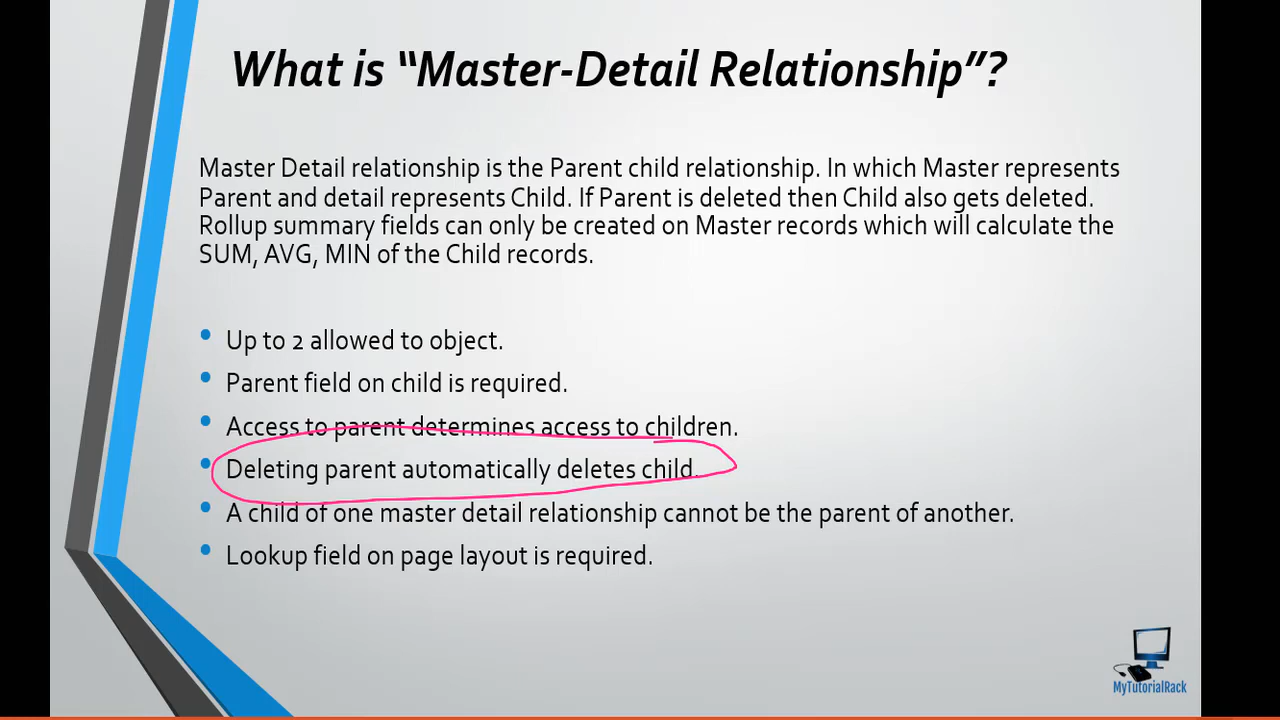 What is “Master-Detail Relationship”?
Master Detail relationship is the Parent child relationship. In which Master represents
Parent and detail represents Child. If Parent is deleted then Child also gets deleted.
Rollup summary fields can only be created on Master records which will calculate the
SUM, AVG, MIN of the Child records.
• Up to 2 allowed to object.
• Parent field on child is required.
• Access to parent determines access to children.
• Deleting parent automatically deletes child.
• A child of one master detail relationship cannot be the parent of another.
• Lookup field on page layout is required.
MyTutorialRack